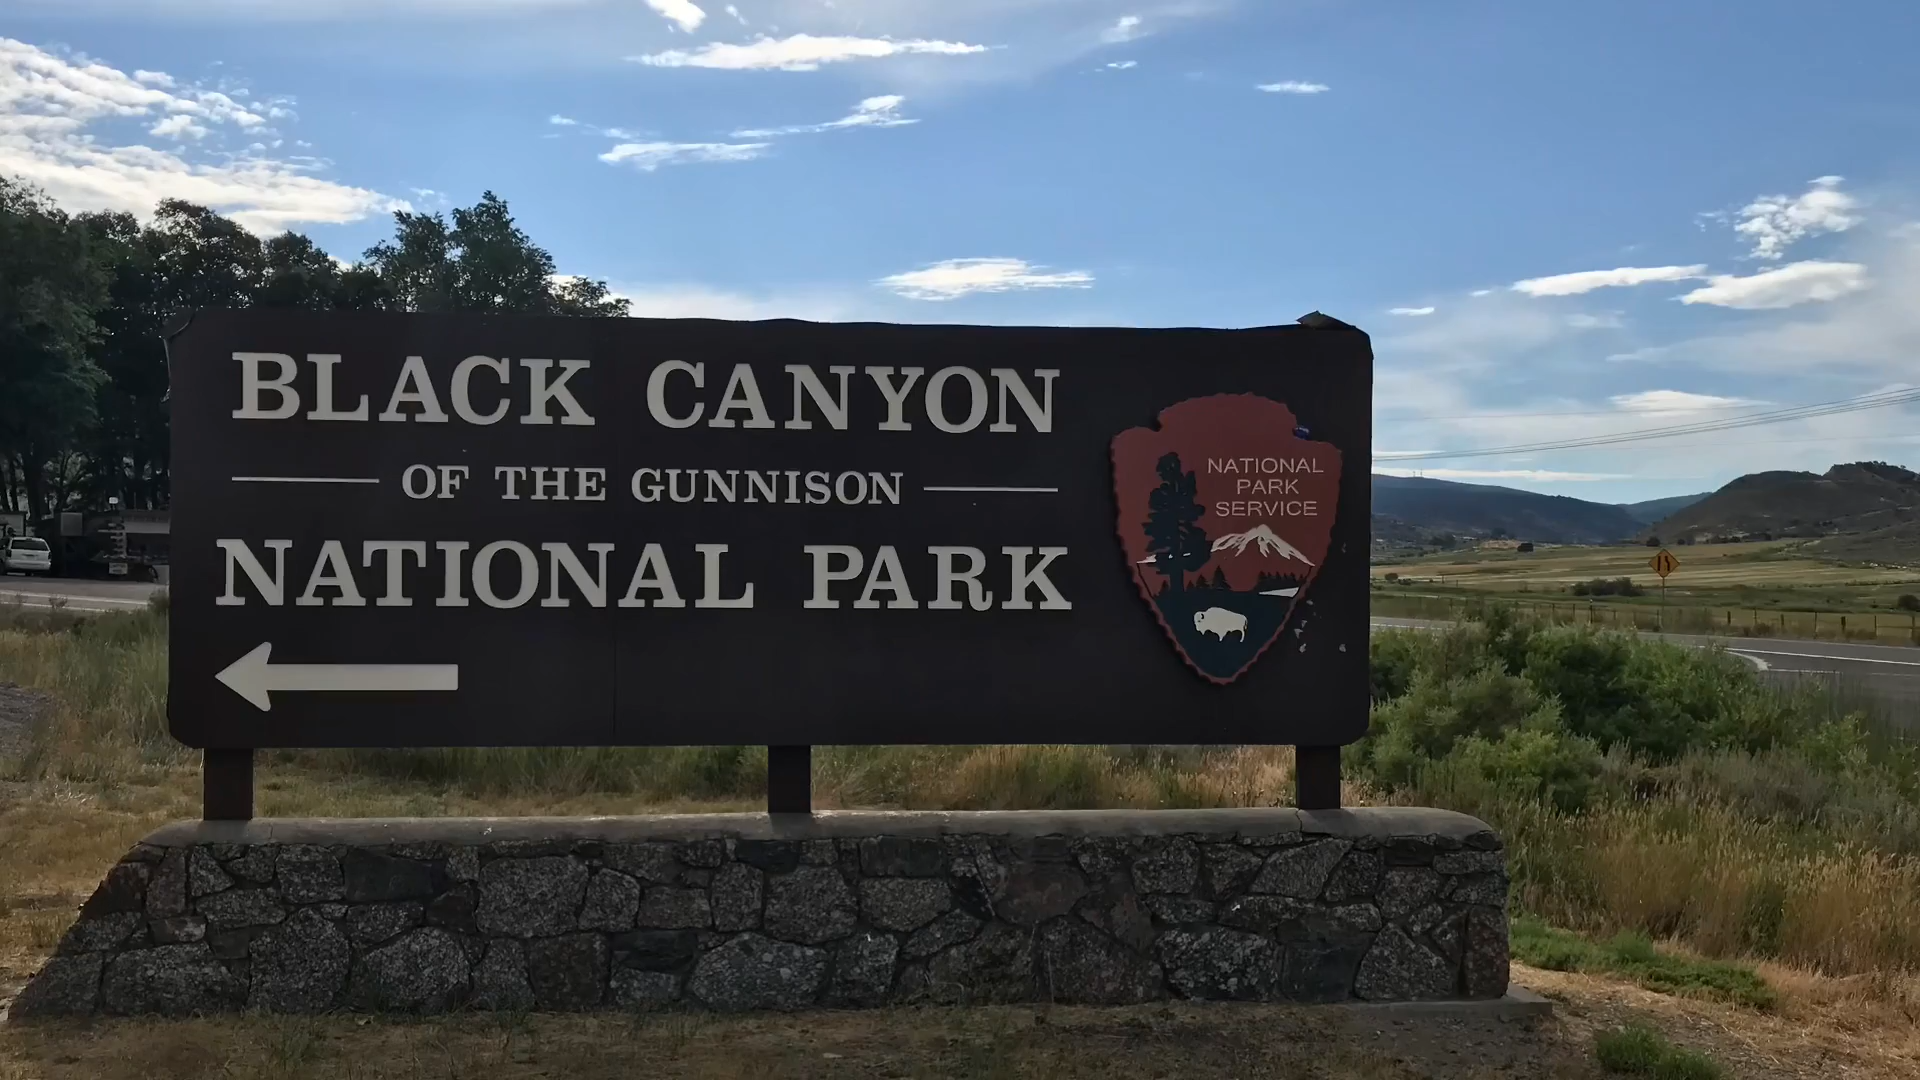 BLACK CANYON
OF THE GUNNISON
NATIONAL PARK
NATIONAL
PARK
SERVICE